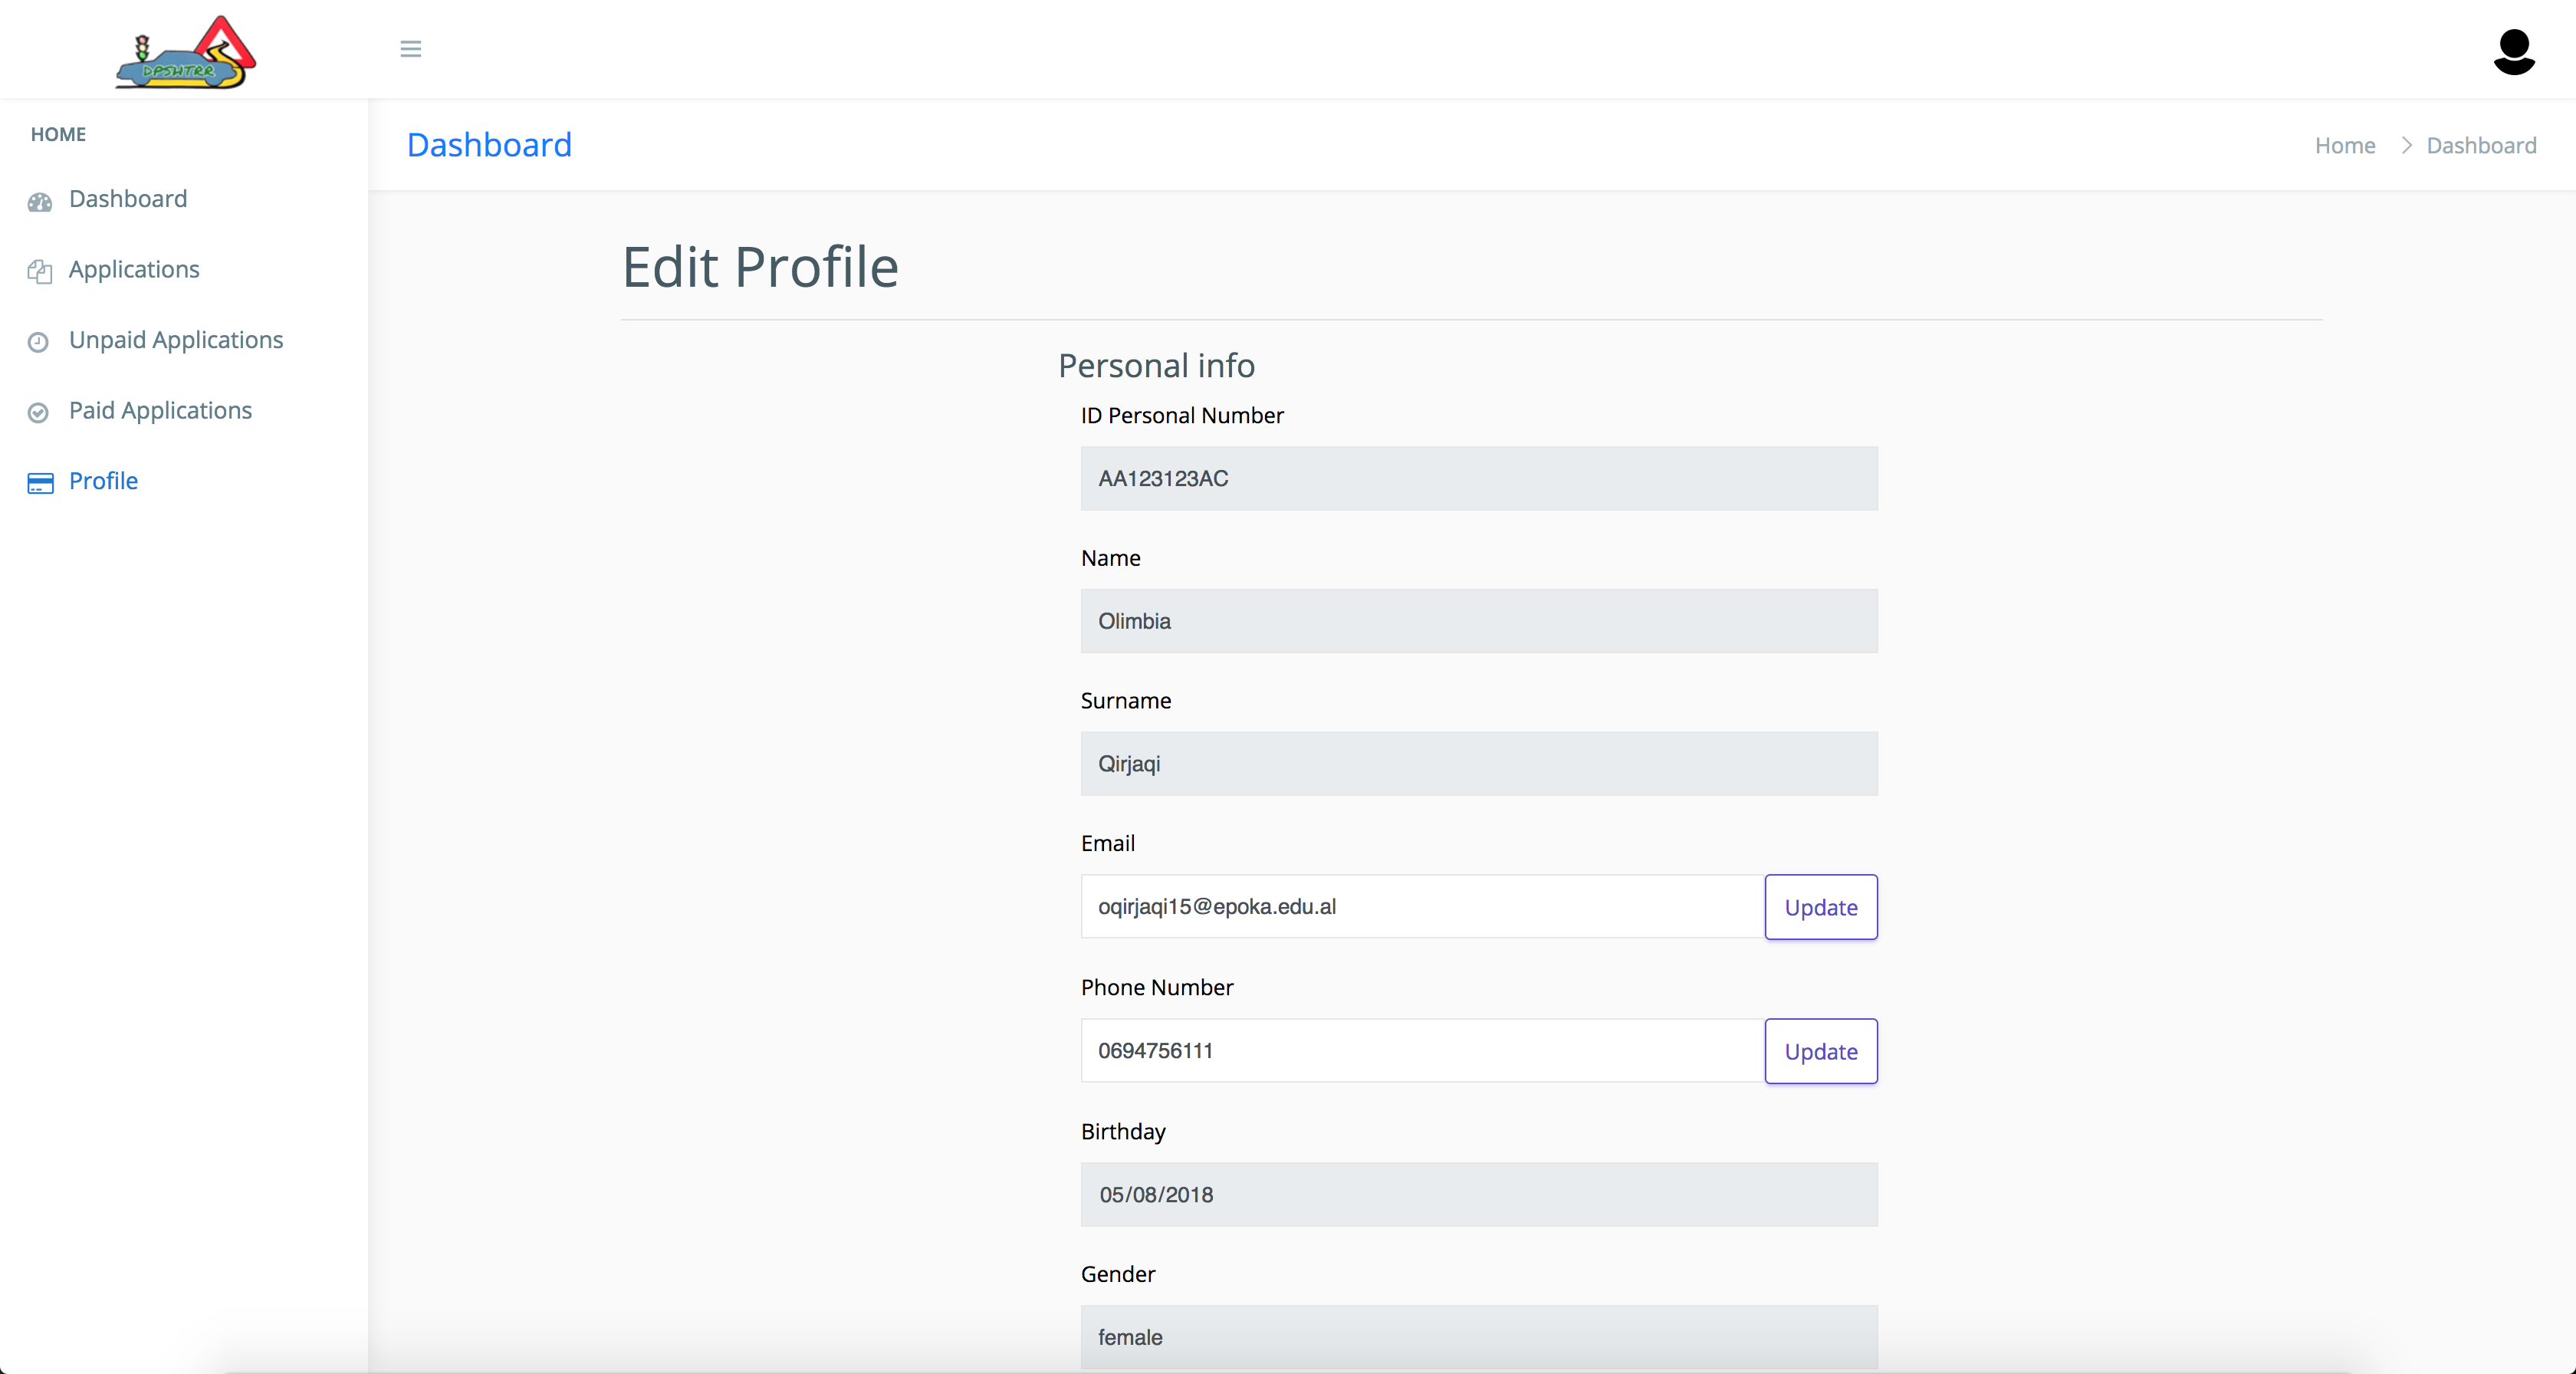 DPSHTRR
HOME
Dashboard
Applications
Unpaid Applications
Paid Applications
Profile
Dashboard
Home > Dashboard
Edit Profile
Personal info
ID Personal Number
AA123123AC
Name
Olimbia
Surname
Qirjaqi
Email
oqirjaqi15@epoka.edu.al Update
Phone Number
0694756111 Update
Birthday
05/08/2018
Gender
female